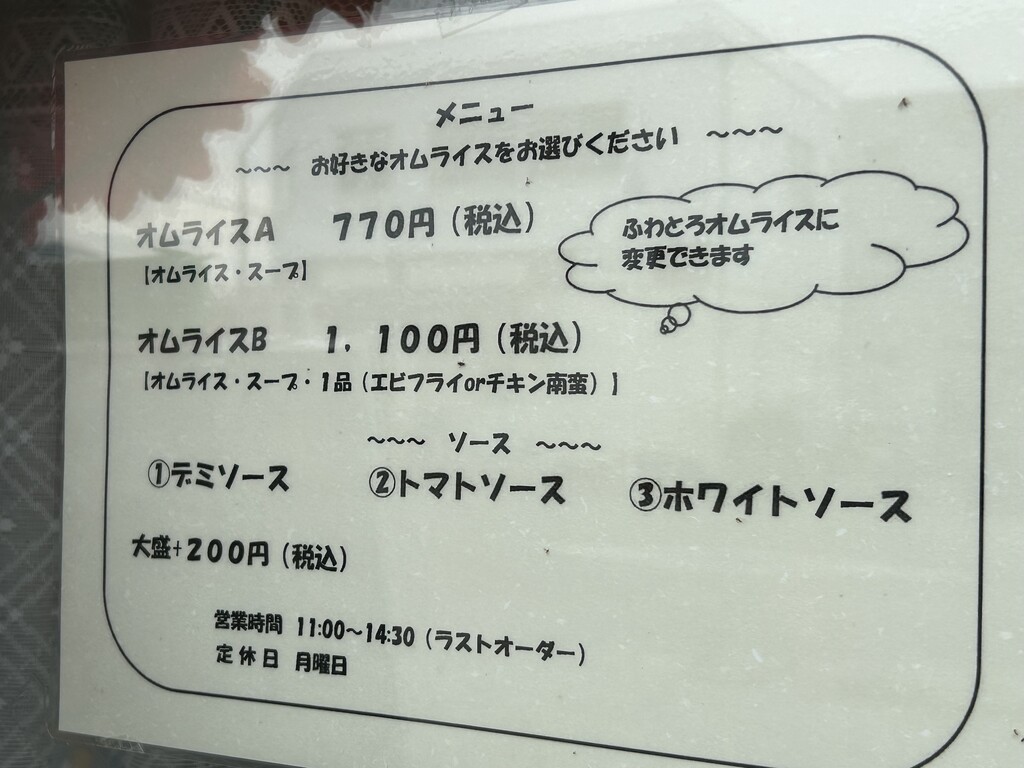 メニュー
~~~ お好きなオムライスをお選びください ~~~
オムライスA 770円(税込)
【オムライス・スープ】
ふわとろオムライスに
変更できます
オムライスB 1,100円(税込)
【オムライス・スープ・1品(エビフライorチキン南蛮)】
~~~ ソース ~~~
①デミソース ②トマトソース ③ホワイトソース
大盛+200円(税込)
営業時間 11:00~14:30(ラストオーダー)
定休日 月曜日